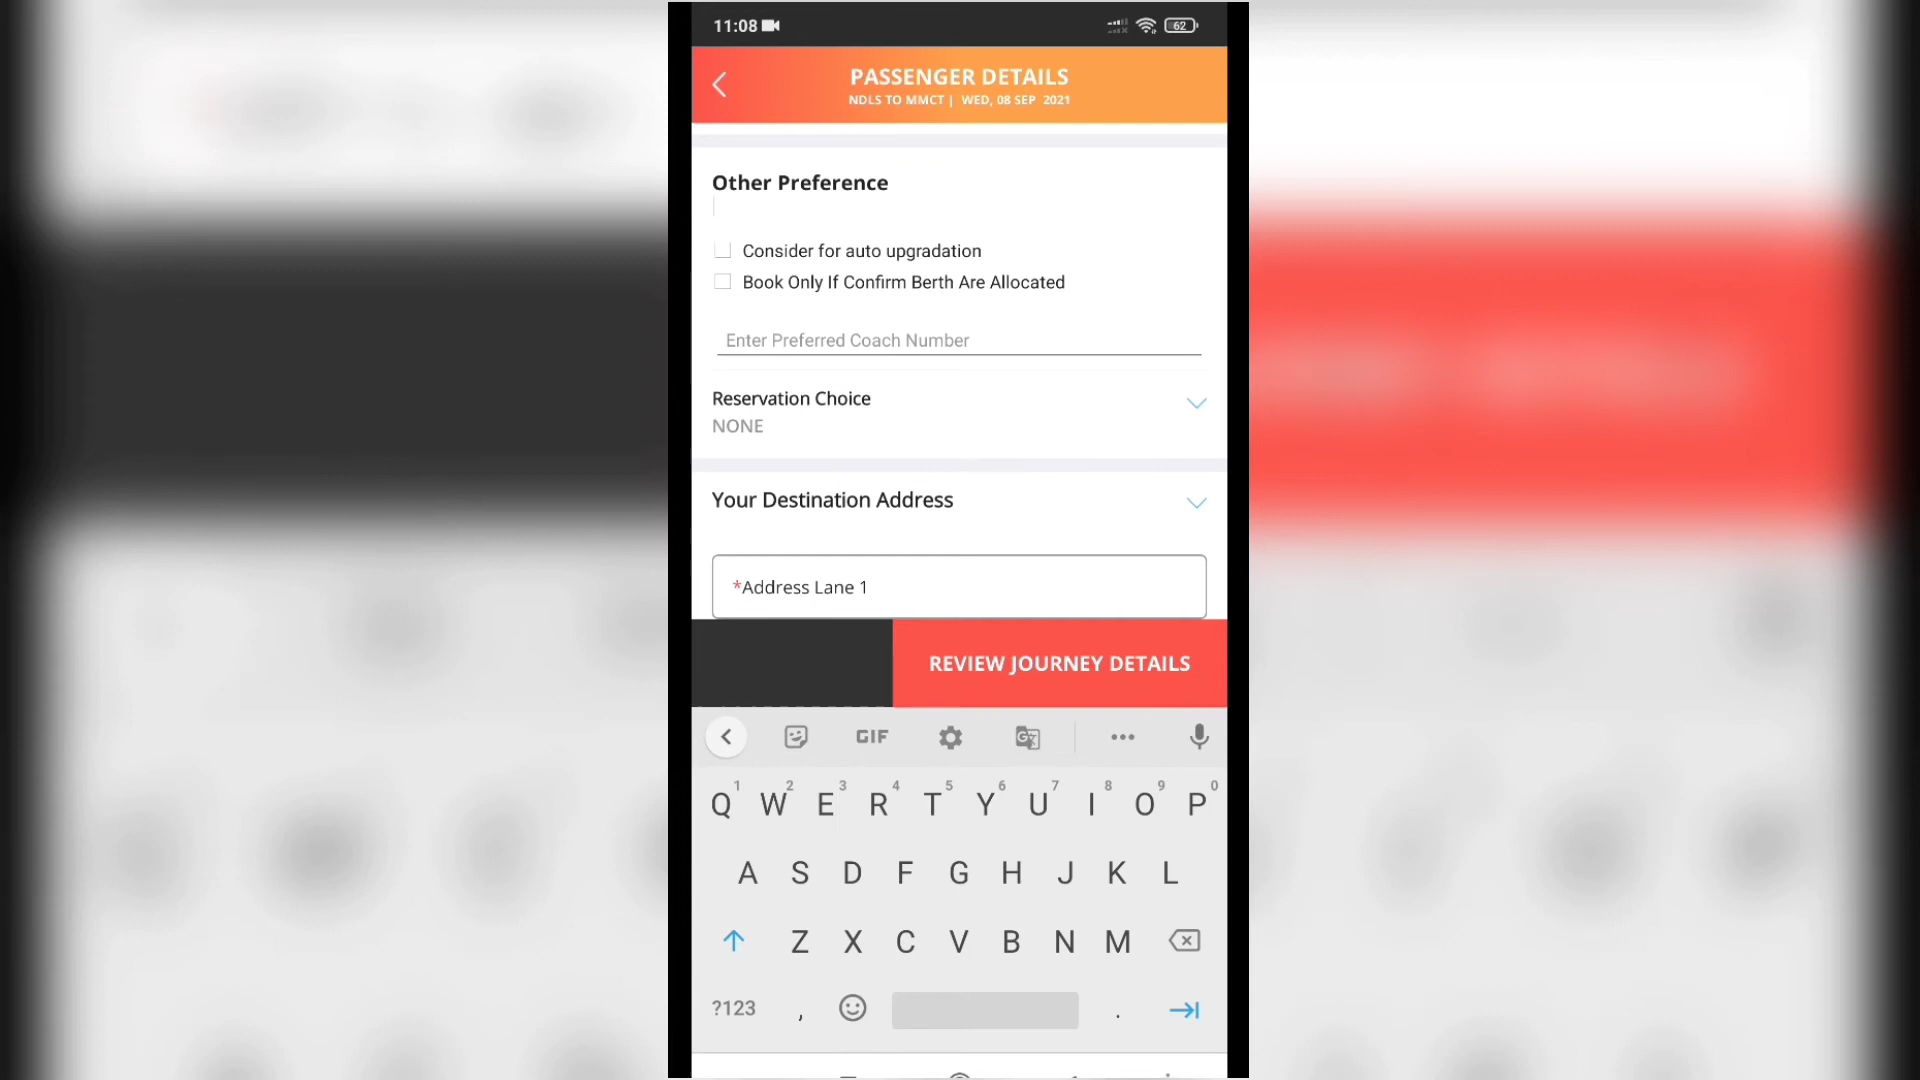 11:08
62
PASSENGER DETAILS
NDLS TO MMCT | WED, 08 SEP 2021
Other Preference
Consider for auto upgradation
Book Only If Confirm Berth Are Allocated
Enter Preferred Coach Number
Reservation Choice
NONE
Your Destination Address
*Address Lane 1
REVIEW JOURNEY DETAILS
GIF
1 2 3 4 5 6 7 8 9 0
Q W E R T Y U I O P
A S D F G H J K L
Z X C V B N M
?123 , .